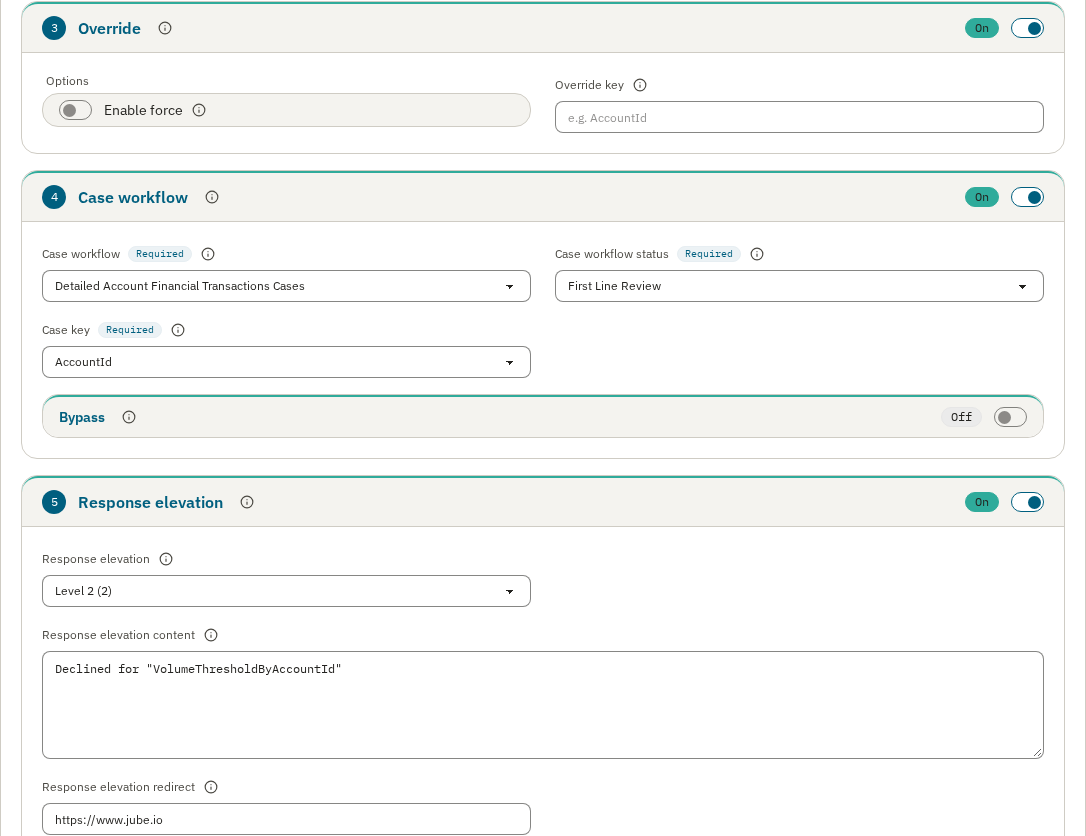 3 Override On
Options
Enable force
Override key
e.g. AccountId
4 Case workflow On
Case workflow Required
Detailed Account Financial Transactions Cases
Case workflow status Required
First Line Review
Case key Required
AccountId
Bypass Off
5 Response elevation On
Response elevation
Level 2 (2)
Response elevation content
Declined for "VolumeThresholdByAccountId"
Response elevation redirect
https://www.jube.io